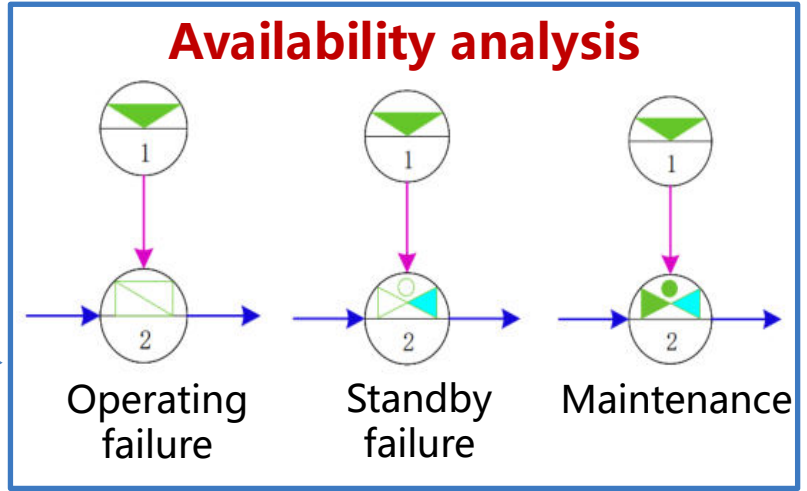 Availability analysis
1
1
1
2
2
2
Operating
failure
Standby
failure
Maintenance